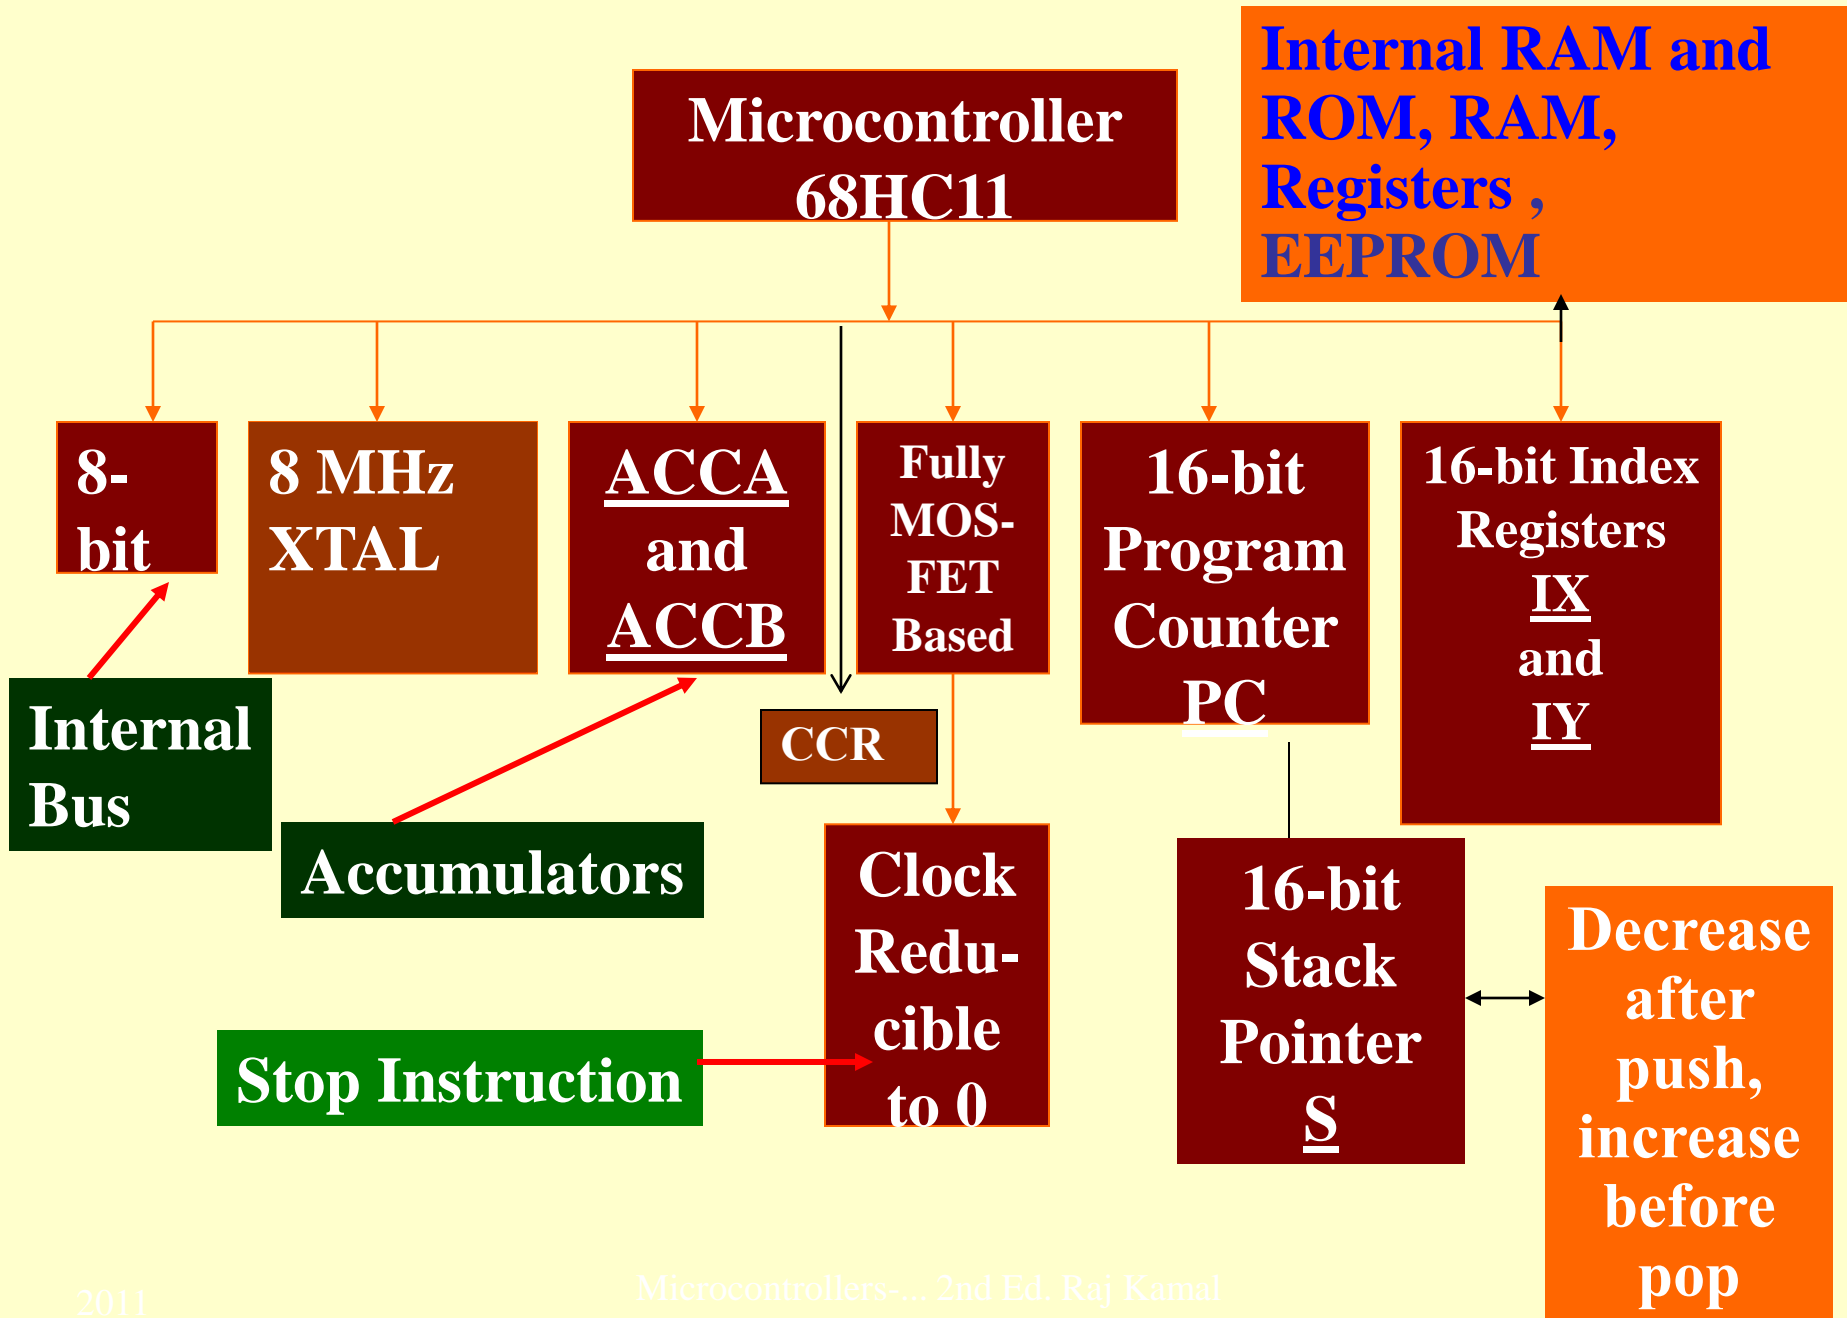 Internal RAM and
ROM, RAM,
Registers ,
EEPROM
Microcontroller
68HC11
8-
bit
8 MHz
XTAL
ACCA
and
ACCB
Fully
MOS-
FET
Based
16-bit
Program
Counter
PC
16-bit Index
Registers
IX
and
IY
Internal
Bus
CCR
Accumulators
Clock
Redu-
cible
to 0
16-bit
Stack
Pointer
S
Decrease
after
push,
increase
before
pop
Stop Instruction
2011
Microcontrollers-... 2nd Ed. Raj Kamal